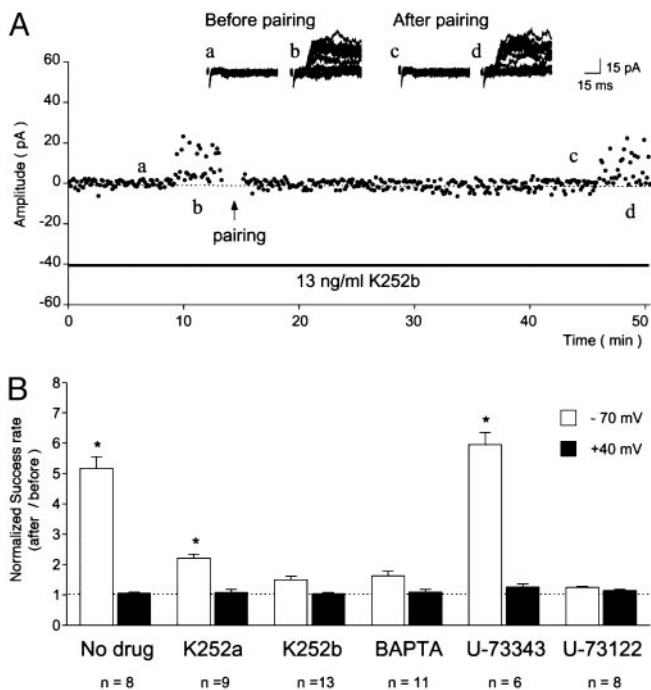 A
Before pairing
After pairing
a
b
c
d
15 pA
15 ms
60
40
20
0
-20
-40
-60
Amplitude ( pA )
a
b
pairing
c
d
13 ng/ml K252b
0
10
20
30
40
50
Time ( min )
B
Normalized Success rate
(after / before)
8
7
6
5
4
3
2
1
0
*
*
*
- 70 mV
+40 mV
No drug
K252a
K252b
BAPTA
U-73343
U-73122
n = 8
n =9
n =13
n = 11
n = 6
n = 8